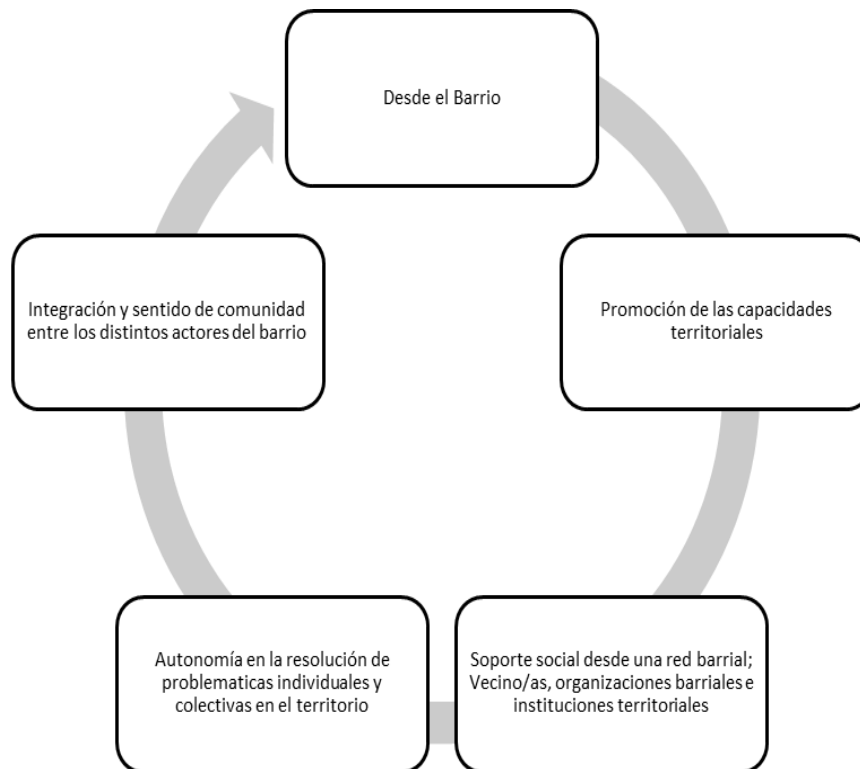 Desde el Barrio
Promoción de las capacidades
territoriales
Soporte social desde una red barrial;
Vecino/as, organizaciones barriales e
instituciones territoriales
Autonomía en la resolución de
problematicas individuales y
colectivas en el territorio
Integración y sentido de comunidad
entre los distintos actores del barrio